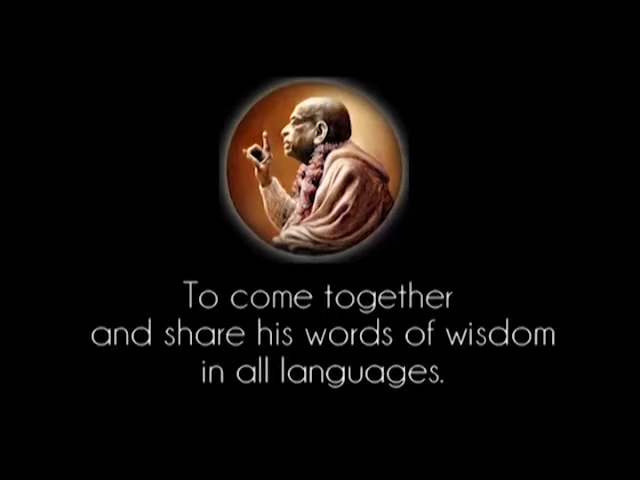 To come together
and share his words of wisdom
in all languages.